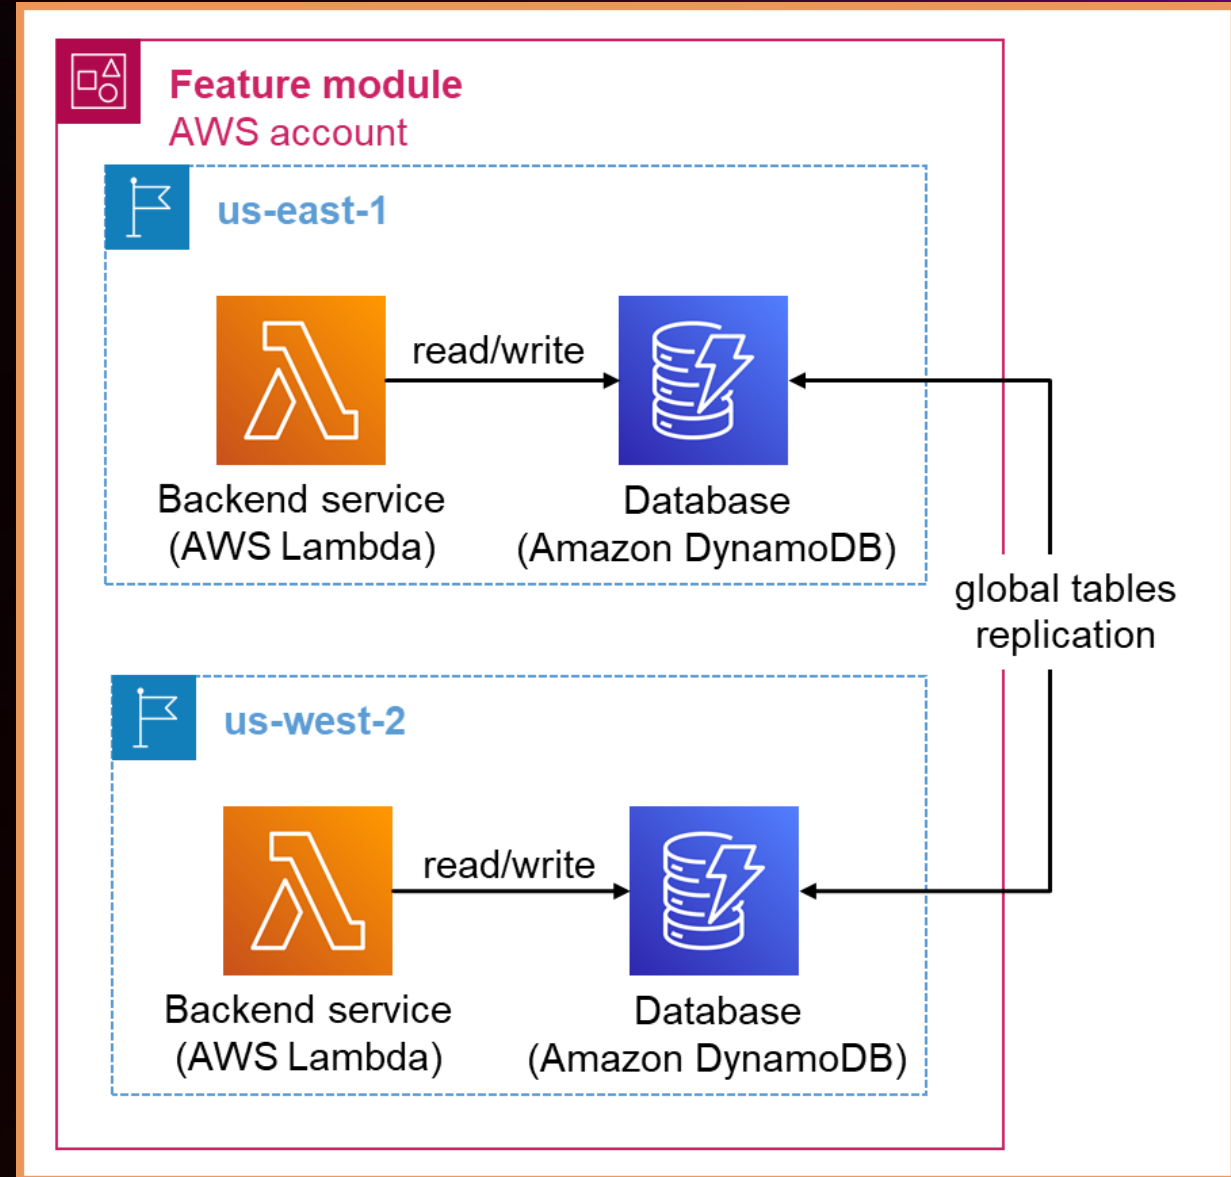 Feature module
AWS account
us-east-1
read/write
Backend service
(AWS Lambda)
Database
(Amazon DynamoDB)
global tables
replication
us-west-2
read/write
Backend service
(AWS Lambda)
Database
(Amazon DynamoDB)